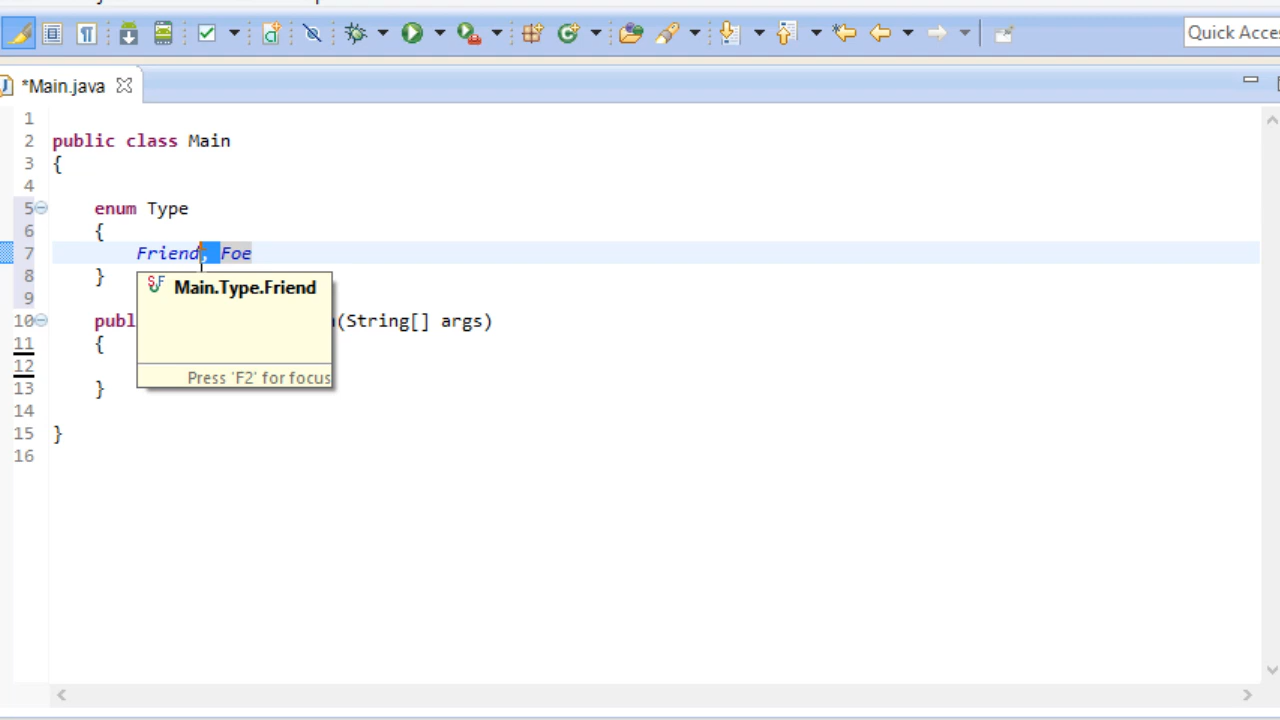 Quick Acce
*Main.java
1
2 public class Main
3 {
4
5 enum Type
6 {
7 Friend, Foe
8 }
9
Main.Type.Friend
10 publ (String[] args)
11 {
12
Press 'F2' for focus
13 }
14
15 }
16